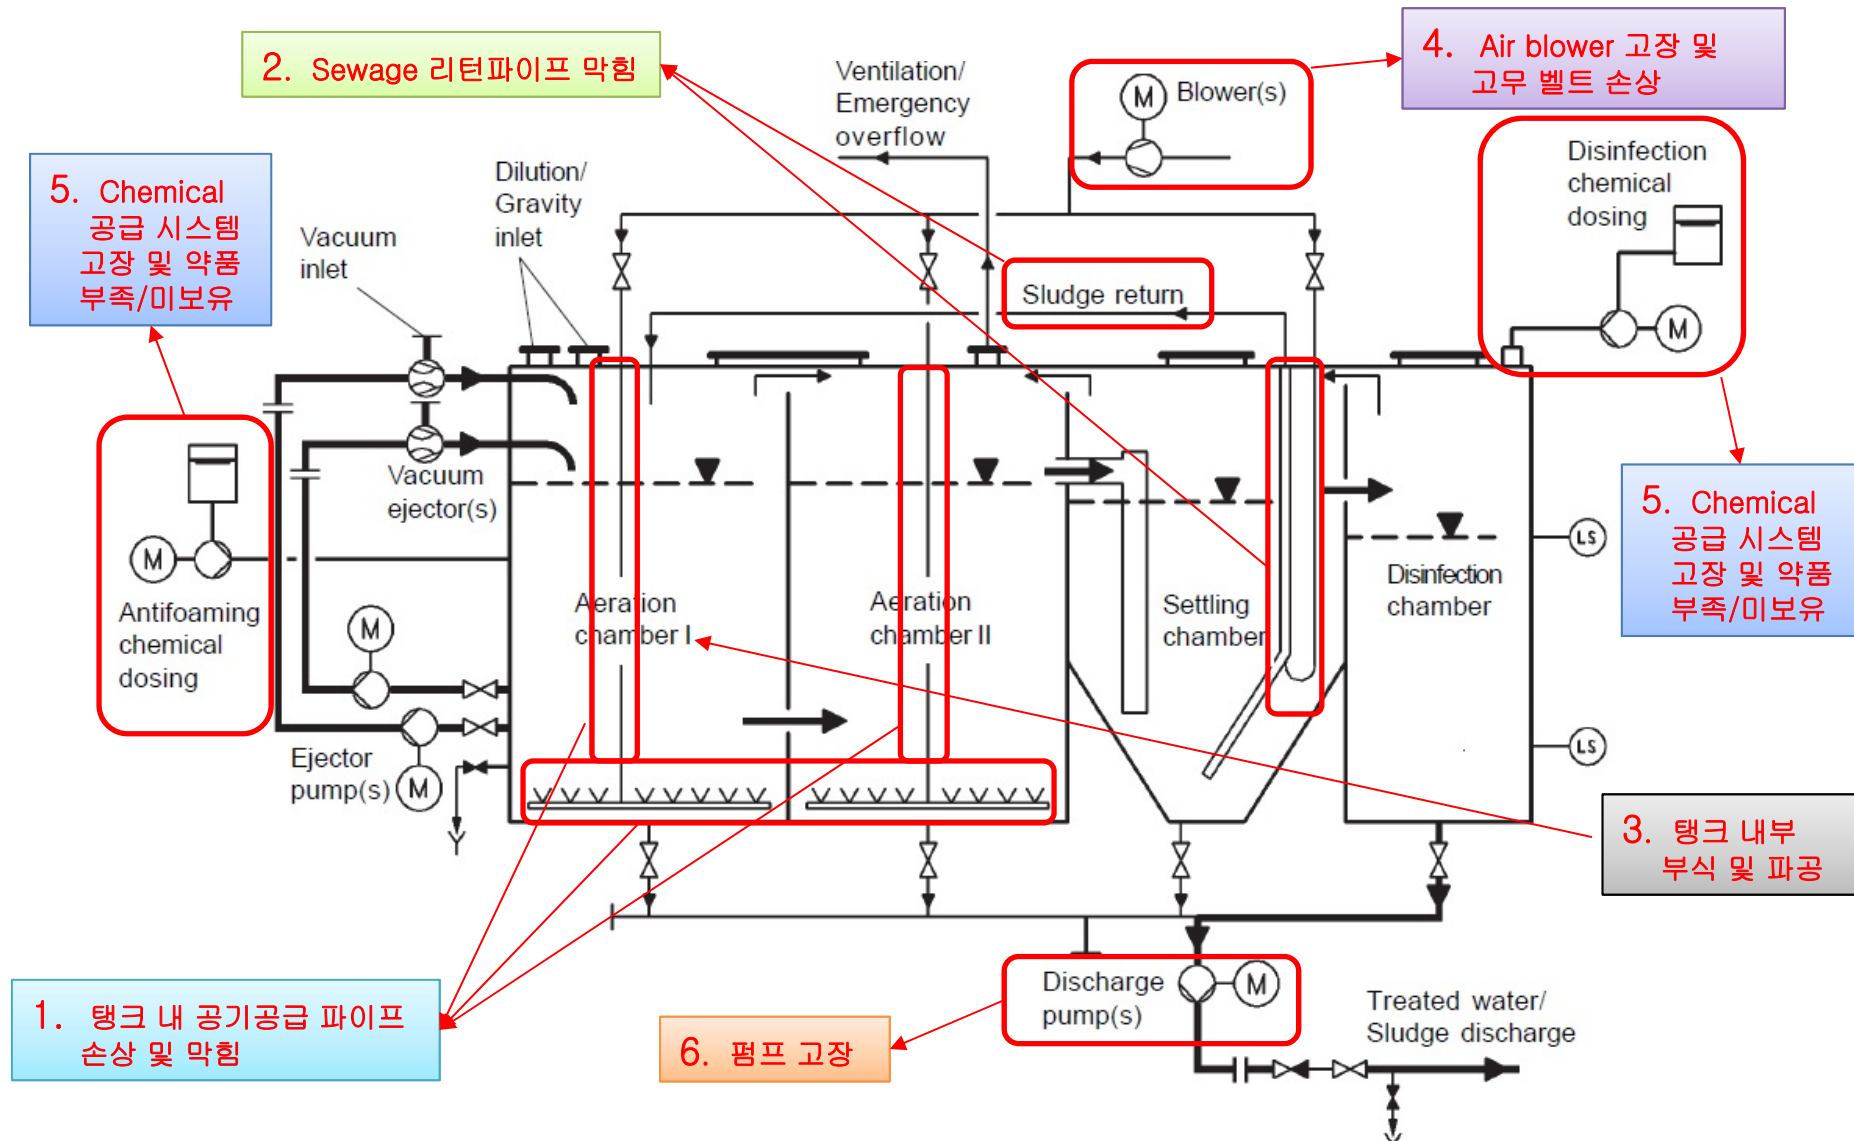 2. Sewage 리턴파이프 막힘
4. Air blower 고장 및
고무 벨트 손상
Ventilation/
Emergency
overflow
M
Blower(s)
Disinfection
chemical
dosing
M
5. Chemical
공급 시스템
고장 및 약품
부족/미보유
Dilution/
Gravity
inlet
Vacuum
inlet
Sludge return
Vacuum
ejector(s)
M
Antifoaming
chemical
dosing
M
Ejector
pump(s)
M
Aeration
chamber I
Aeration
chamber II
Settling
chamber
Disinfection
chamber
LS
LS
5. Chemical
공급 시스템
고장 및 약품
부족/미보유
3. 탱크 내부
부식 및 파공
1. 탱크 내 공기공급 파이프
손상 및 막힘
6. 펌프 고장
Discharge
pump(s)
M
Treated water/
Sludge discharge